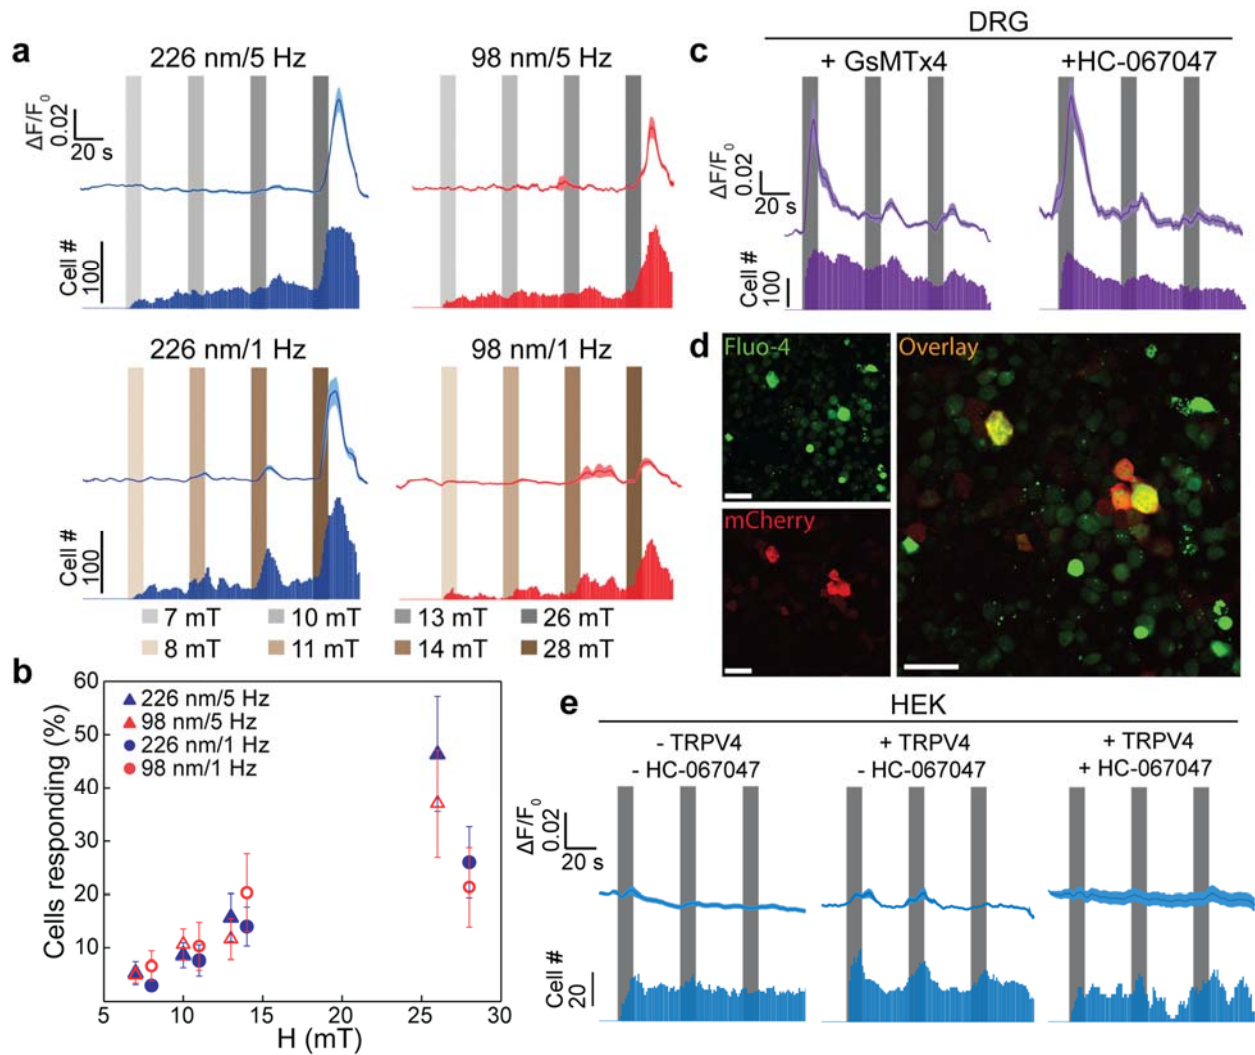 a
226 nm/5 Hz
98 nm/5 Hz
ΔF/F0
0.02
20 s
Cell #
100
226 nm/1 Hz
98 nm/1 Hz
Cell #
100
7 mT
10 mT
13 mT
26 mT
8 mT
11 mT
14 mT
28 mT
b
Cells responding (%)
60
50
40
30
20
10
226 nm/5 Hz
98 nm/5 Hz
226 nm/1 Hz
98 nm/1 Hz
5
10
15
20
25
30
H (mT)
c
DRG
+ GsMTx4
+HC-067047
ΔF/F0
0.02
20 s
Cell #
100
d
Fluo-4
mCherry
Overlay
e
HEK
- TRPV4
- HC-067047
+ TRPV4
- HC-067047
+ TRPV4
+ HC-067047
ΔF/F0
0.02
20 s
Cell #
20